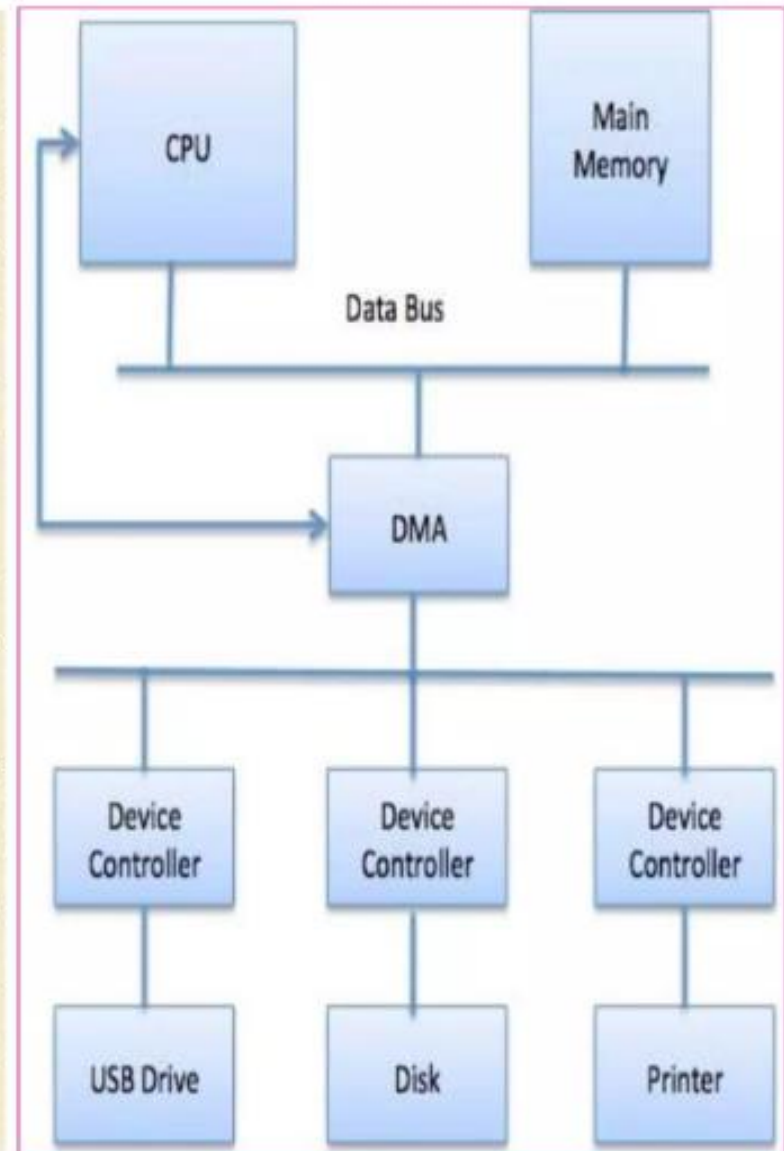 CPU
Main
Memory
Data Bus
DMA
Device
Controller
Device
Controller
Device
Controller
USB Drive
Disk
Printer